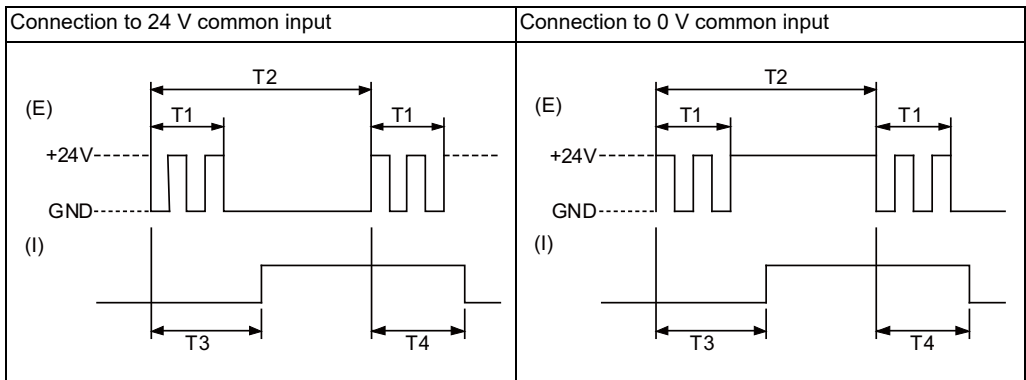 Connection to 24 V common input
Connection to 0 V common input
T2
(E)
T1
T1
+24V
GND
(I)
T3
T4
T2
(E)
T1
T1
+24V
GND
(I)
T3
T4